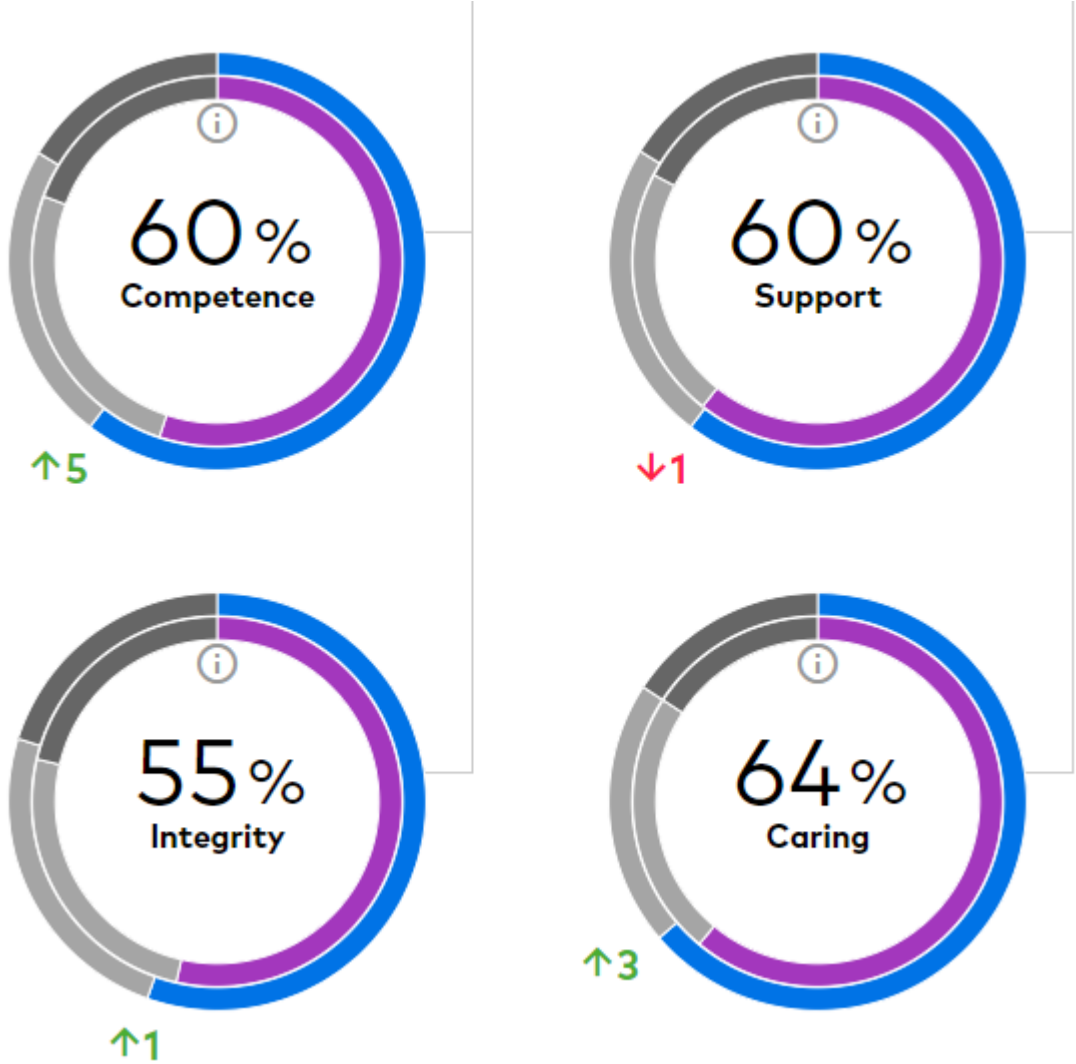 i
60%
Competence
↑5
i
60%
Support
↓1
i
55%
Integrity
↑1
i
64%
Caring
↑3